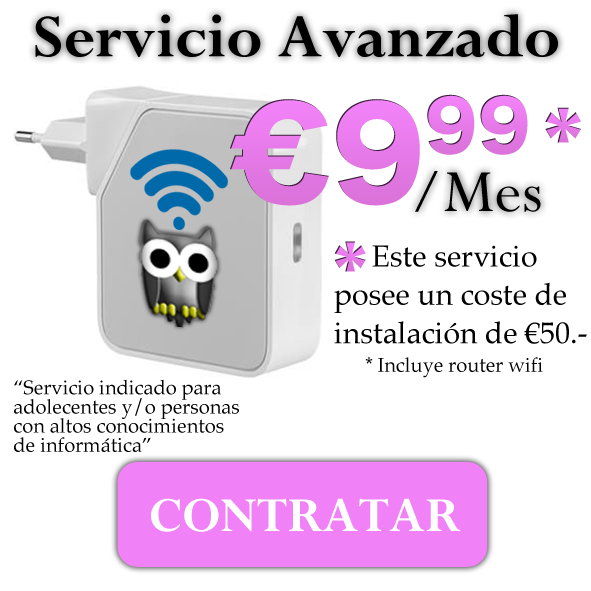 Servicio Avanzado
€9⁹⁹ *
/Mes
* Este servicio
posee un coste de
instalación de €50.-
* Incluye router wifi
“Servicio indicado para
adolecentes y/o personas
con altos conocimientos
de informática”
CONTRATAR